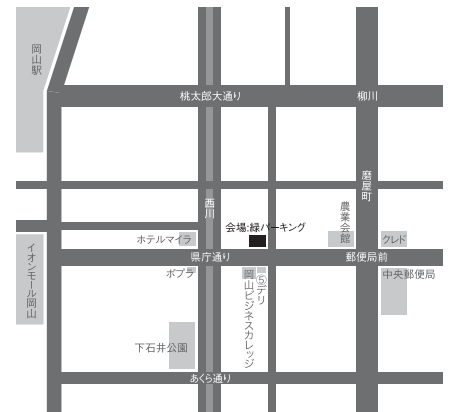 岡山駅
桃太郎大通り
柳川
磨屋町
西川
農業会館
会場:緑パーキング
ホテルマイラ
クレド
イオンモール岡山
県庁通り
郵便局前
ポプラ
岡山ビジネスカレッジ
⑤デリ
中央郵便局
下石井公園
あくら通り